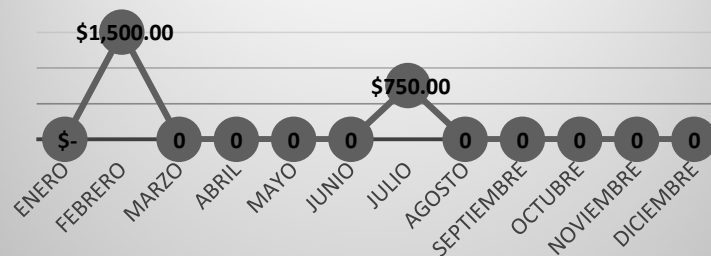 $1,500.00
$750.00
$- 0 0 0 0 0 0 0 0 0
ENERO FEBRERO MARZO ABRIL MAYO JUNIO JULIO AGOSTO SEPTIEMBRE OCTUBRE NOVIEMBRE DICIEMBRE